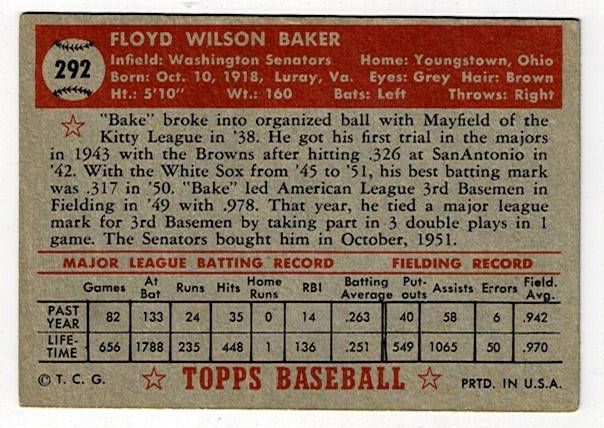 292
FLOYD WILSON BAKER
Infield: Washington Senators Home: Youngstown, Ohio
Born: Oct. 10, 1918, Luray, Va. Eyes: Grey Hair: Brown
Ht.: 5'10" Wt.: 160 Bats: Left Throws: Right
"Bake" broke into organized ball with Mayfield of the
Kitty League in '38. He got his first trial in the majors
in 1943 with the Browns after hitting .326 at SanAntonio in
'42. With the White Sox from '45 to '51, his best batting mark
was .317 in '50. "Bake" led American League 3rd Basemen in
Fielding in '49 with .978. That year, he tied a major league
mark for 3rd Basemen by taking part in 3 double plays in 1
game. The Senators bought him in October, 1951.
MAJOR LEAGUE BATTING RECORD FIELDING RECORD
Games At Bat Runs Hits Home Runs RBI Batting Average Put-outs Assists Errors Field. Avg.
PAST YEAR 82 133 24 35 0 14 .263 40 58 6 .942
LIFE-TIME 656 1788 235 448 1 136 .251 549 1065 50 .970
© T. C. G. TOPPS BASEBALL PRTD. IN U.S.A.